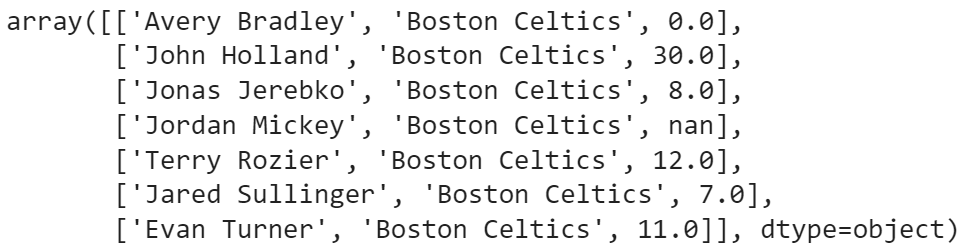 array([['Avery Bradley', 'Boston Celtics', 0.0],
['John Holland', 'Boston Celtics', 30.0],
['Jonas Jerebko', 'Boston Celtics', 8.0],
['Jordan Mickey', 'Boston Celtics', nan],
['Terry Rozier', 'Boston Celtics', 12.0],
['Jared Sullinger', 'Boston Celtics', 7.0],
['Evan Turner', 'Boston Celtics', 11.0]], dtype=object)